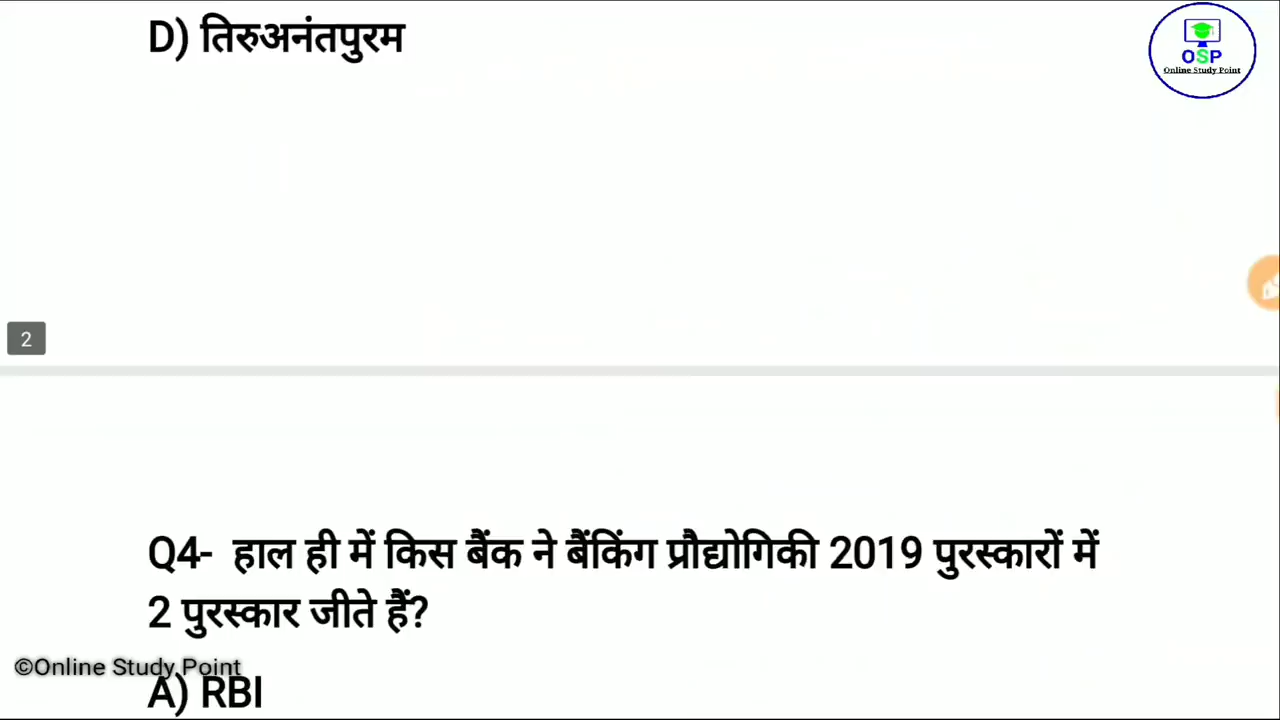 D) तिरुअनंतपुरम
OSP
Online Study Point
2
Q4- हाल ही में किस बैंक ने बैंकिंग प्रौद्योगिकी 2019 पुरस्कारों में
2 पुरस्कार जीते हैं?
©Online Study Point
A) RBI